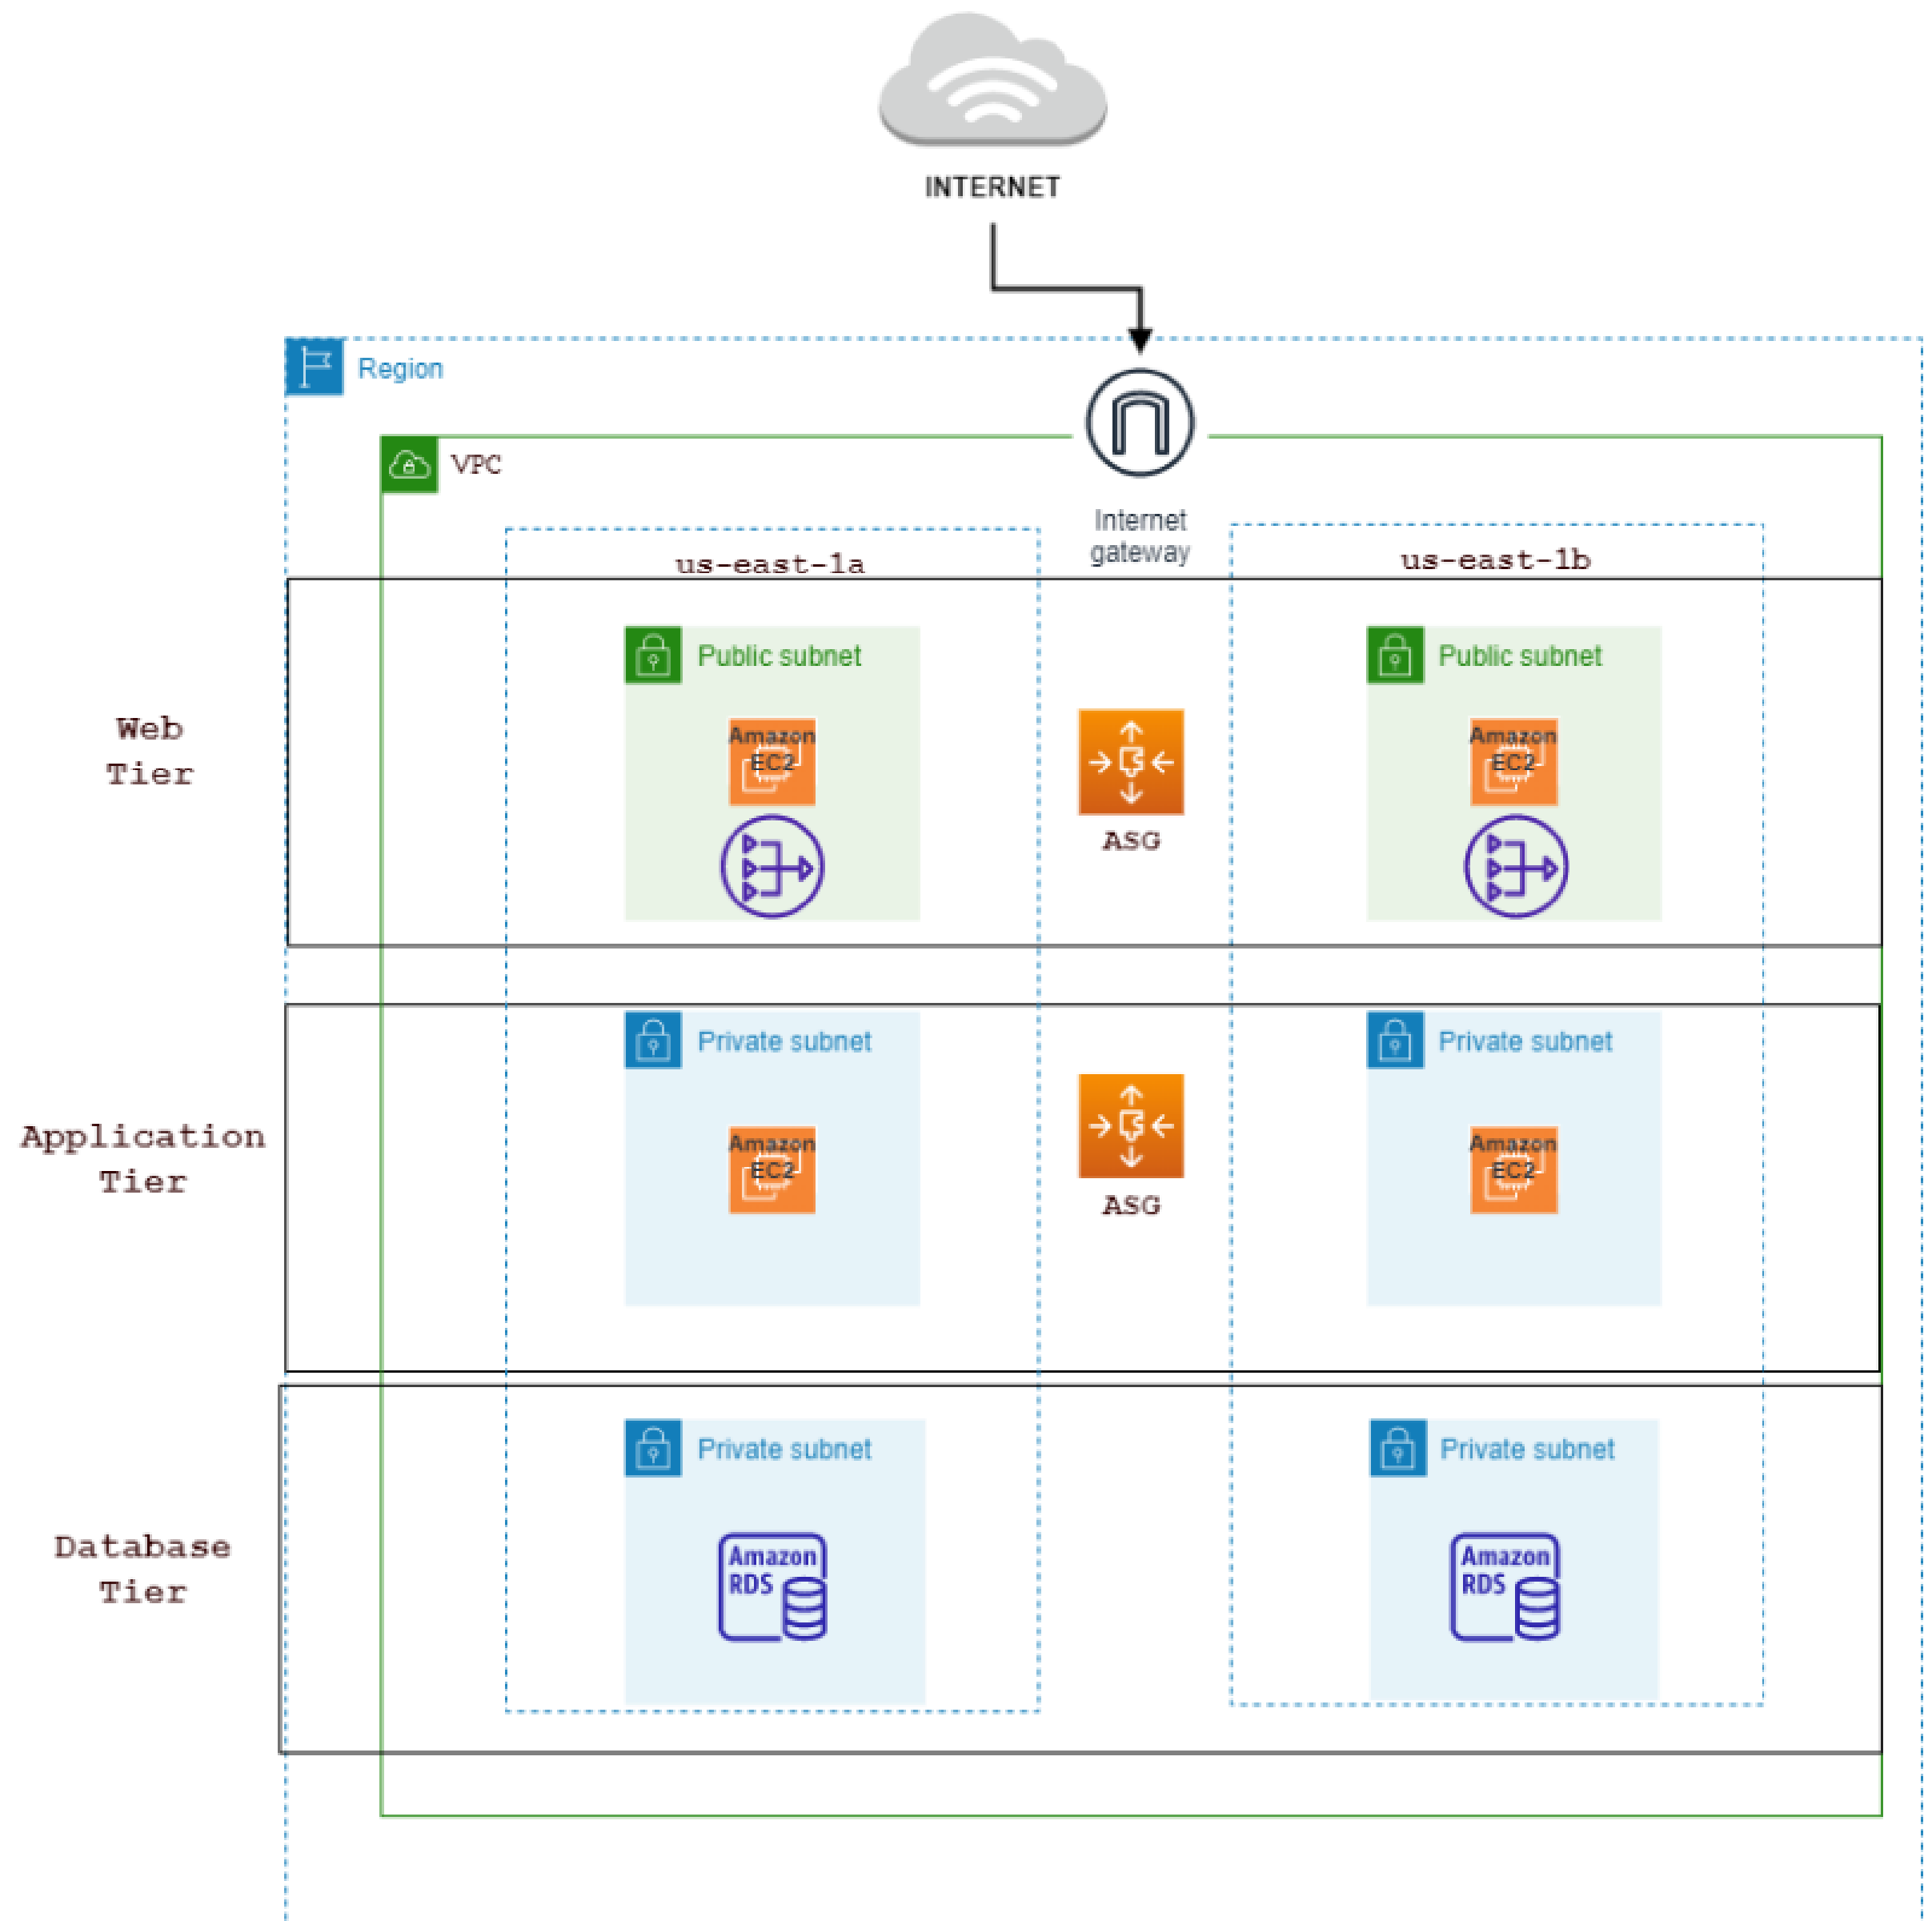 INTERNET
Region
VPC
Internet
gateway
us-east-1a
us-east-1b
Public subnet
Public subnet
Web
Tier
Amazon
EC2
Amazon
EC2
ASG
Private subnet
Private subnet
Application
Tier
Amazon
EC2
Amazon
EC2
ASG
Private subnet
Private subnet
Database
Tier
Amazon
RDS
Amazon
RDS